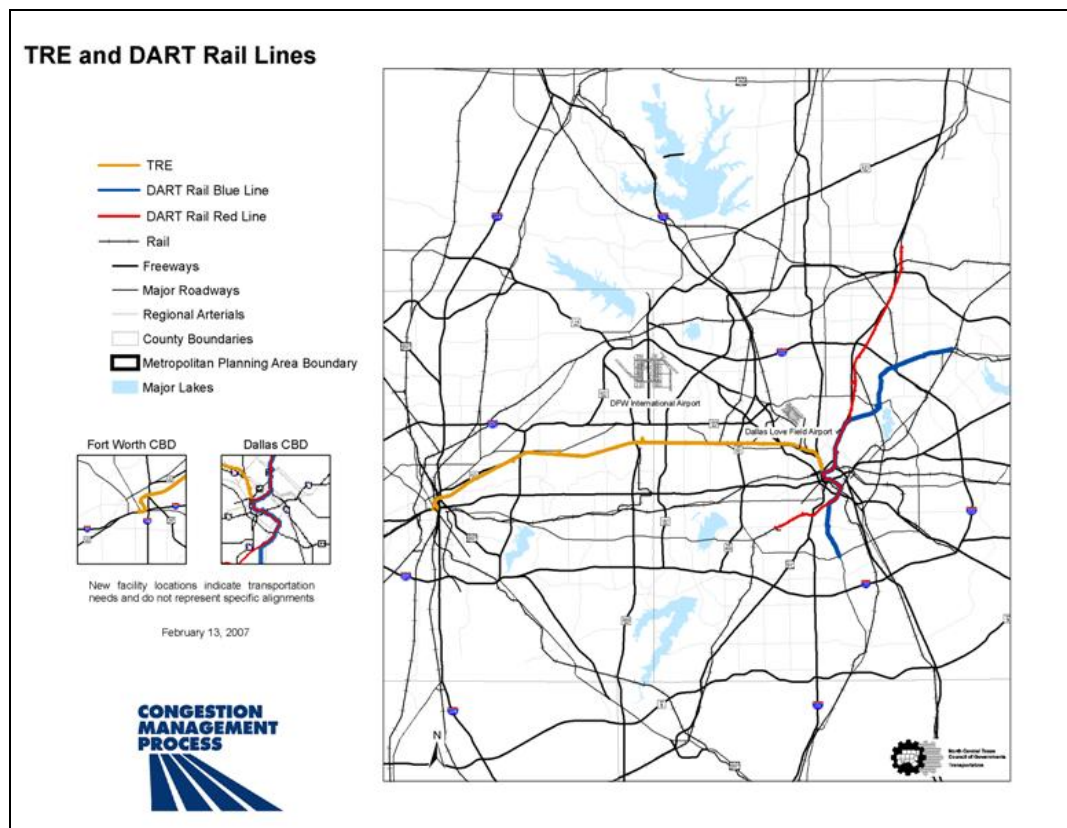 TRE and DART Rail Lines
TRE
DART Rail Blue Line
DART Rail Red Line
Rail
Freeways
Major Roadways
Regional Arterials
County Boundaries
Metropolitan Planning Area Boundary
Major Lakes
Fort Worth CBD
Dallas CBD
New facility locations indicate transportation
needs and do not represent specific alignments
February 13, 2007
CONGESTION
MANAGEMENT
PROCESS
DFW International Airport
Dallas Love Field Airport
N
North Central Texas
Council of Governments
Transportation